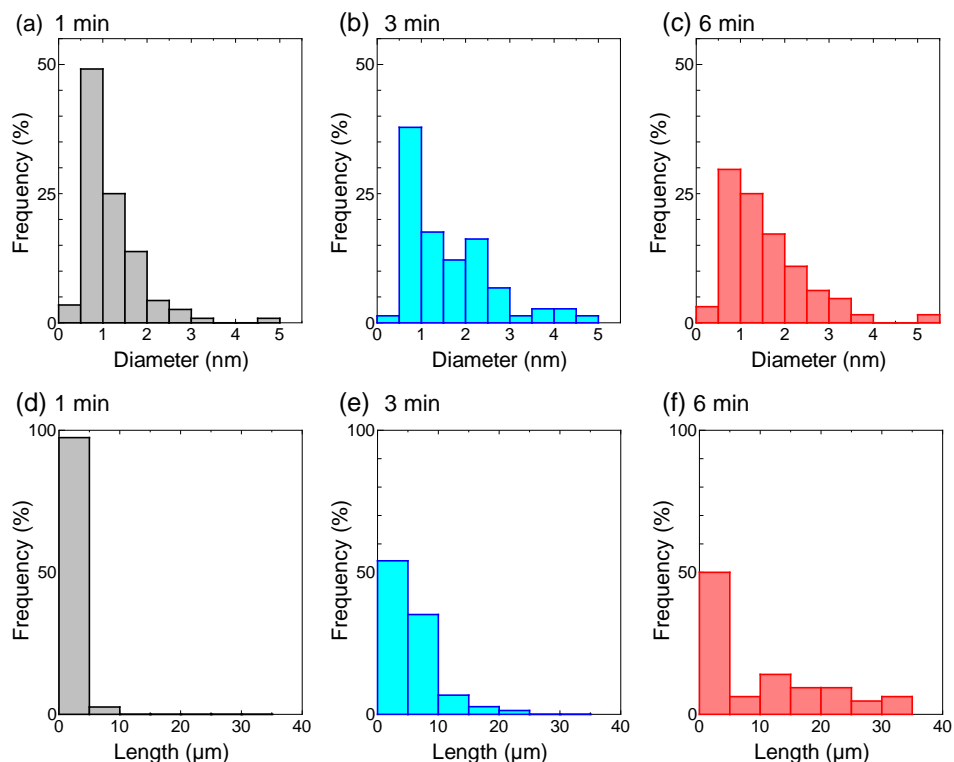 (a) 1 min
(b) 3 min
(c) 6 min
Frequency (%)
50
25
0
0 1 2 3 4 5
Diameter (nm)
Frequency (%)
50
25
0
0 1 2 3 4 5
Diameter (nm)
Frequency (%)
50
25
0
0 1 2 3 4 5
Diameter (nm)
(d) 1 min
(e) 3 min
(f) 6 min
Frequency (%)
100
50
0
0 10 20 30 40
Length (μm)
Frequency (%)
100
50
0
0 10 20 30 40
Length (μm)
Frequency (%)
100
50
0
0 10 20 30 40
Length (μm)